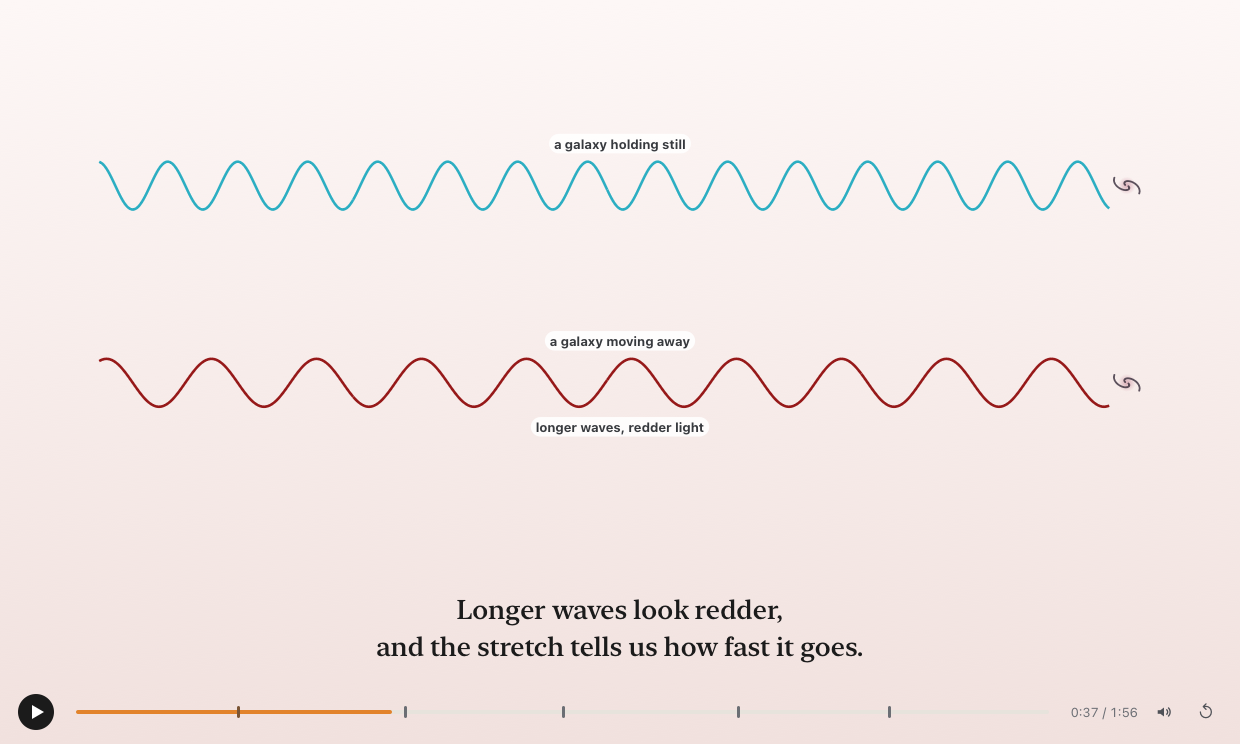 a galaxy holding still
a galaxy moving away
longer waves, redder light
Longer waves look redder,
and the stretch tells us how fast it goes.
0:37 / 1:56